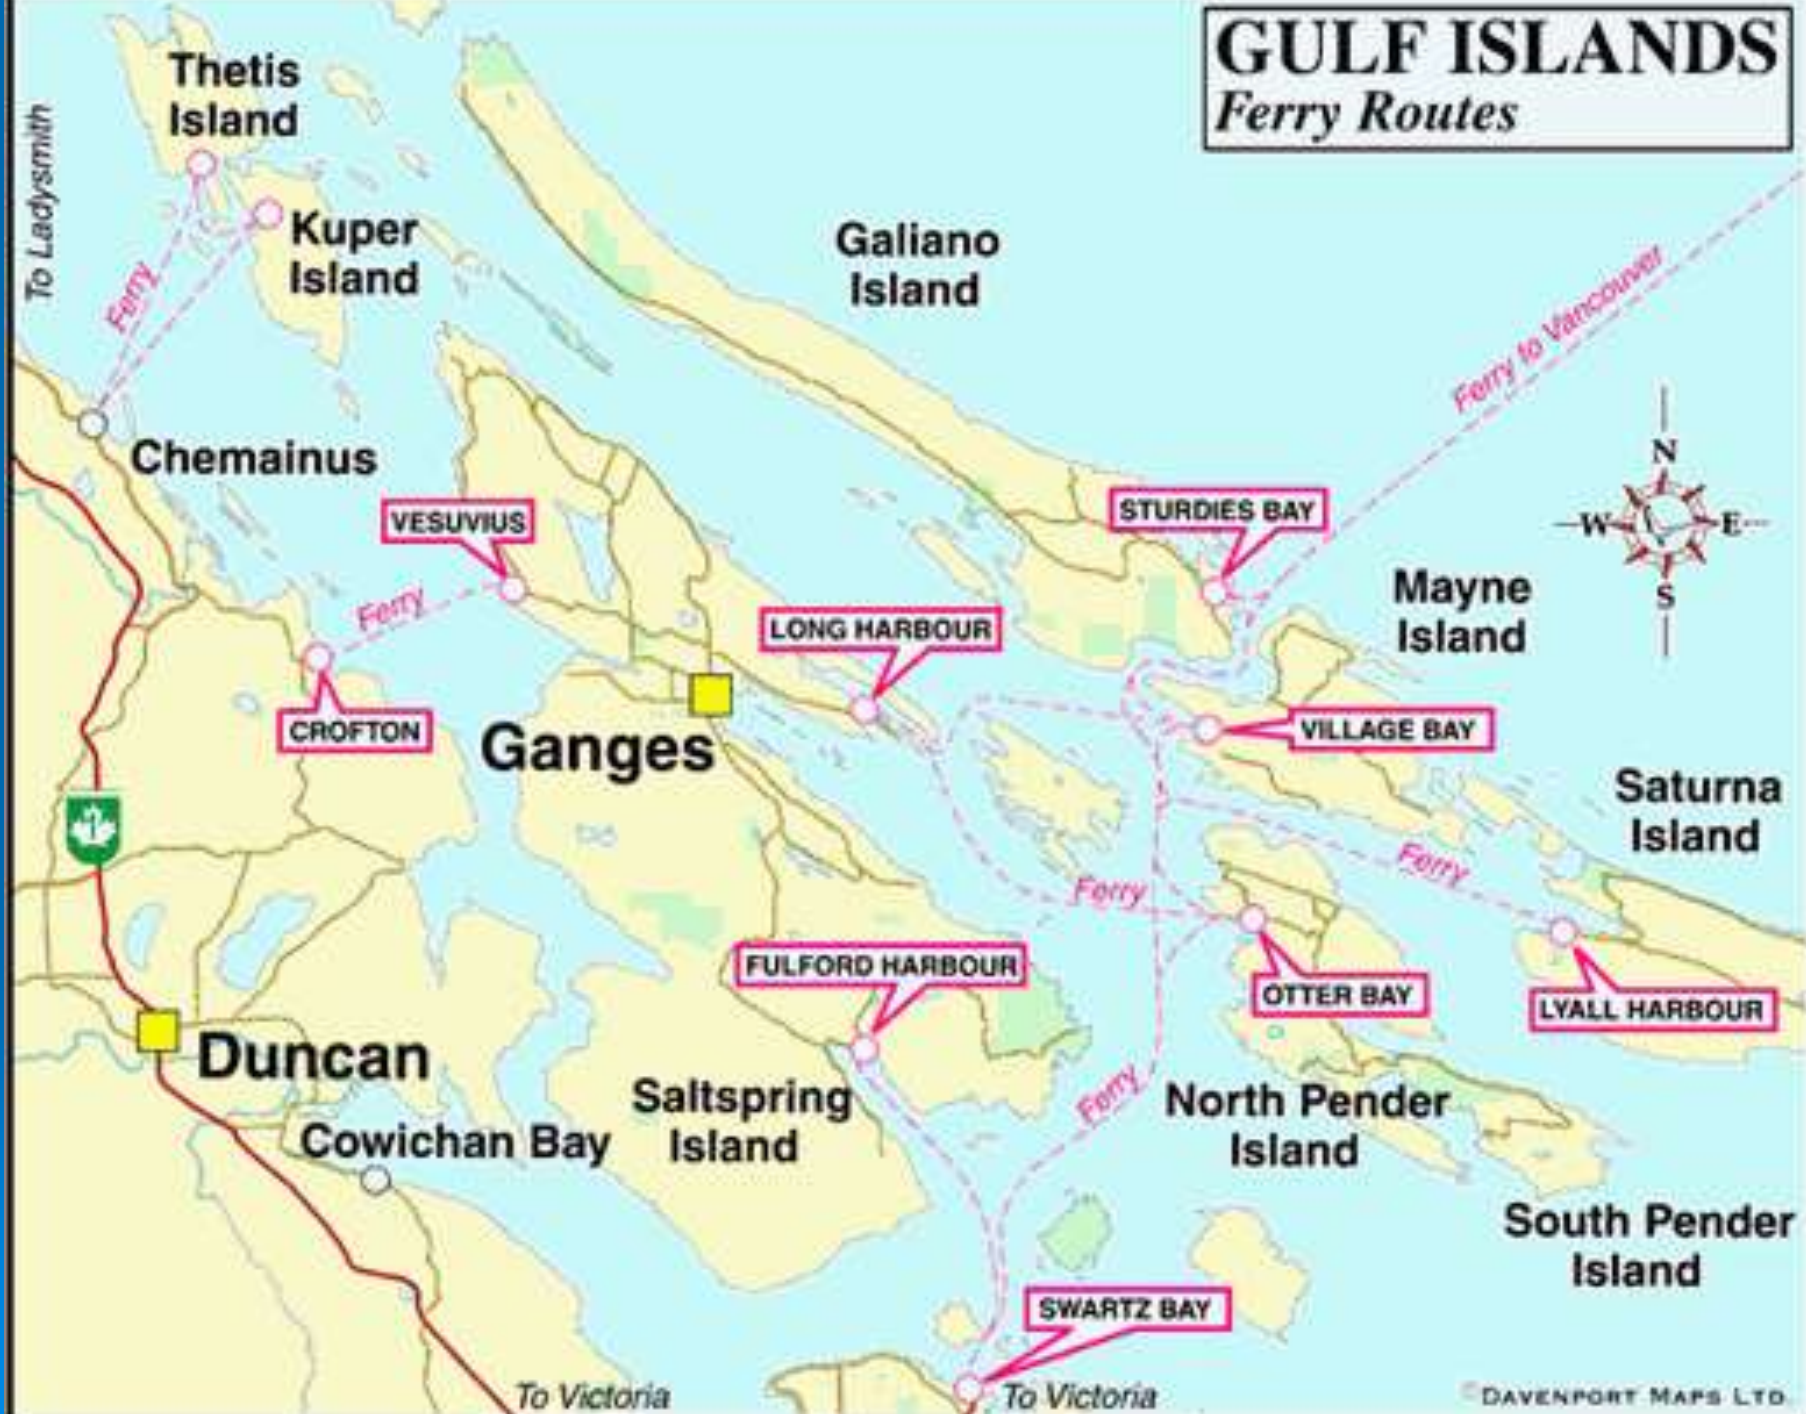 GULF ISLANDS
Ferry Routes
Thetis
Island
To Ladysmith
Kuper
Island
Ferry
Galiano
Island
Ferry to Vancouver
N
W
E
S
Chemainus
VESUVIUS
STURDIES BAY
Mayne
Island
Ferry
LONG HARBOUR
CROFTON
Ganges
VILLAGE BAY
Saturna
Island
1
Ferry
Ferry
FULFORD HARBOUR
OTTER BAY
LYALL HARBOUR
Duncan
Saltspring
Island
Ferry
North Pender
Island
Cowichan Bay
South Pender
Island
SWARTZ BAY
To Victoria
To Victoria
©DAVENPORT MAPS LTD.